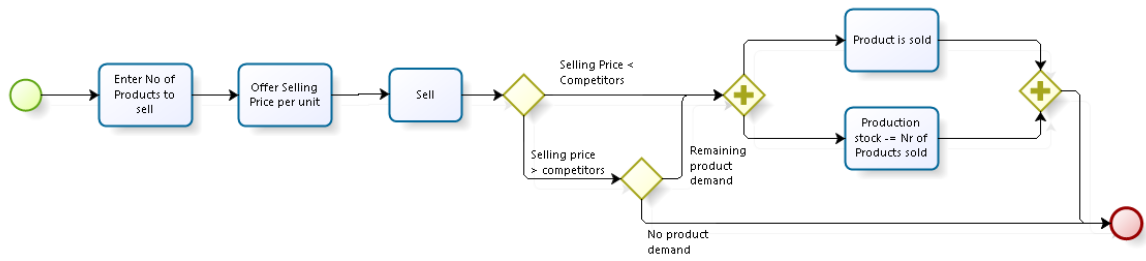 Enter No of
Products to
sell
Offer Selling
Price per unit
Sell
Selling Price <
Competitors
Selling price
> competitors
Remaining
product
demand
No product
demand
Product is sold
Production
stock -= Nr of
Products sold